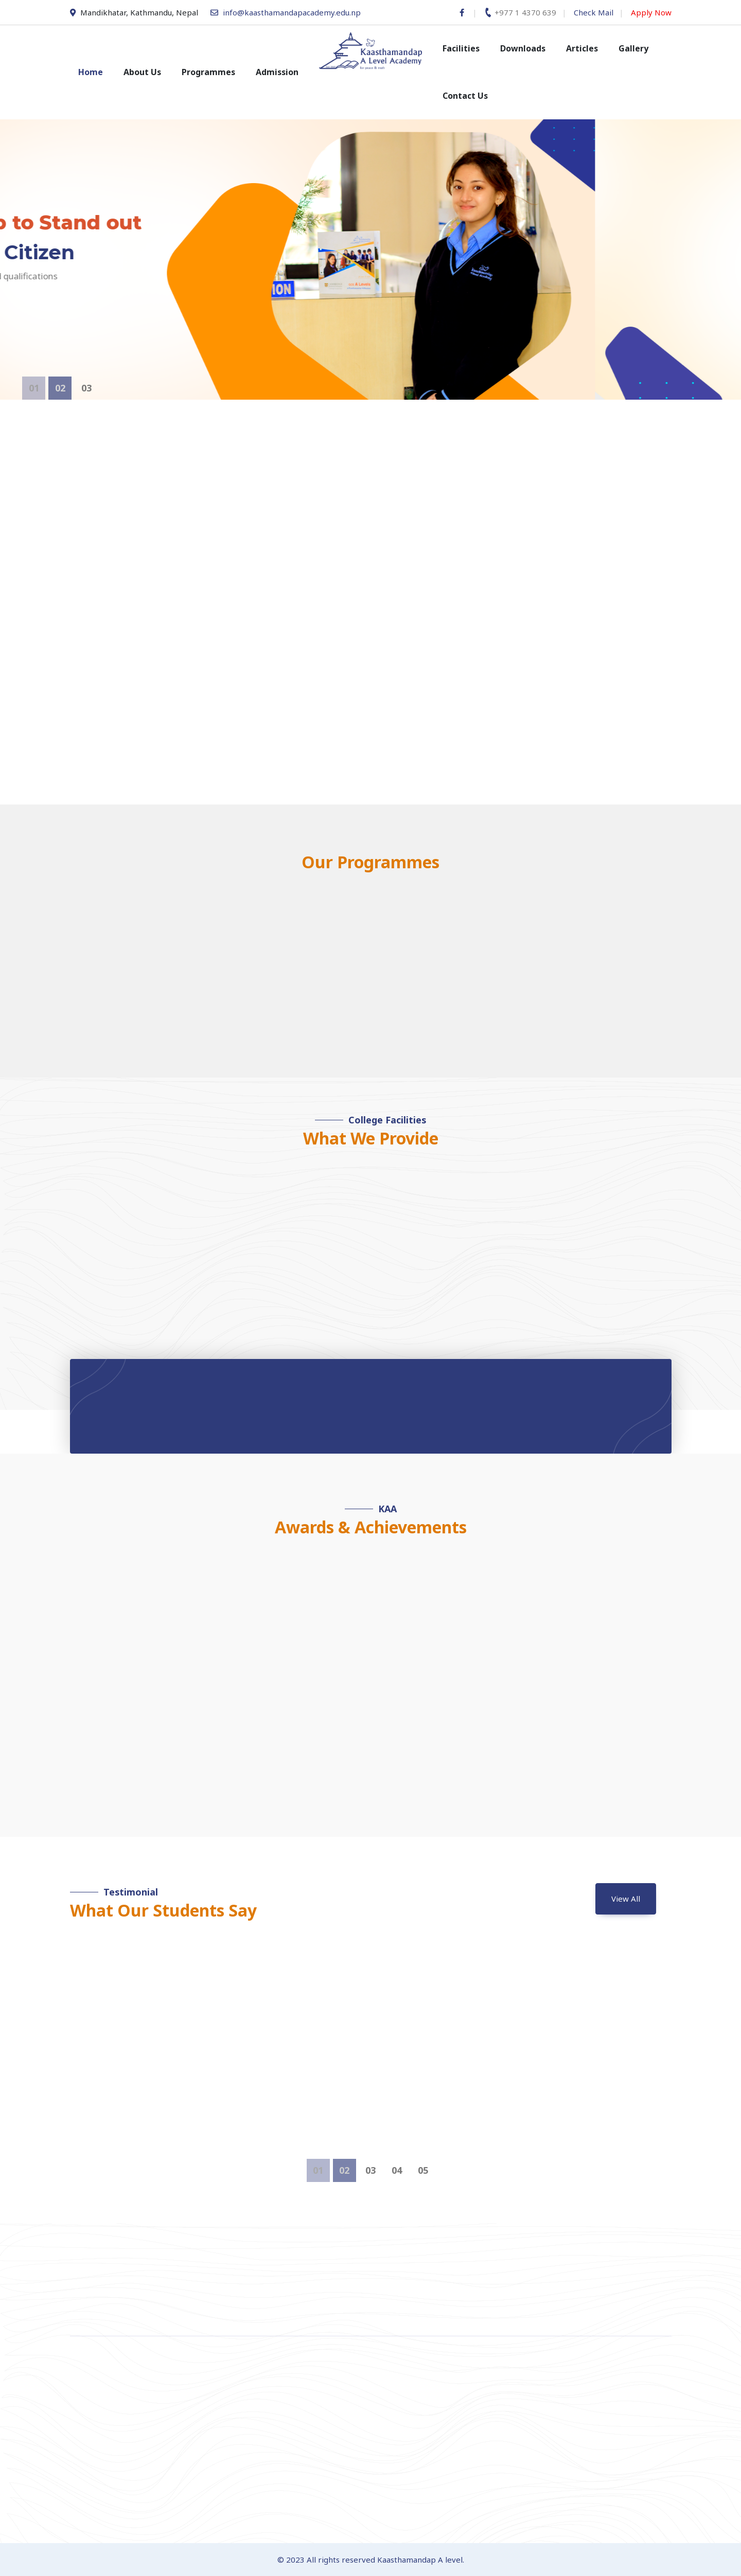 Mandikhatar, Kathmandu, Nepal info@kaasthamandapacademy.edu.np +977 1 4370 639 Check Mail Apply Now
Home About Us Programmes Admission
Kaasthamandap
A Level Academy
Facilities Downloads Articles Gallery
Contact Us
to Stand out
Citizen
qualifications
01 02 03
Our Programmes
College Facilities
What We Provide
KAA
Awards & Achievements
Testimonial
What Our Students Say
View All
01 02 03 04 05
© 2023 All rights reserved Kaasthamandap A level.